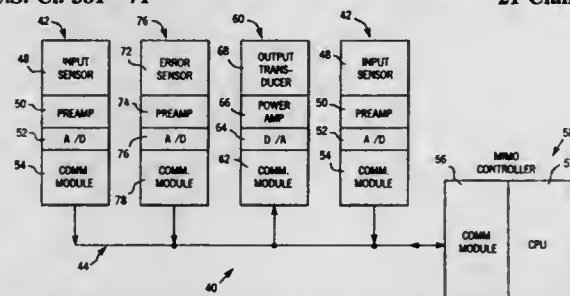 42
76
60
42
48
INPUT
SENSOR
72
ERROR
SENSOR
68
OUTPUT
TRANS-
DUCER
48
INPUT
SENSOR
50
PREAMP
74
PREAMP
66
POWER
AMP
50
PREAMP
52
A/D
76
A/D
64
D/A
52
A/D
54
COMM
MODULE
78
COMM.
MODULE
62
COMM.
MODULE
54
COMM
MODULE
56
MIMO
CONTROLLER
COMM
MODULE
CPU
44
40